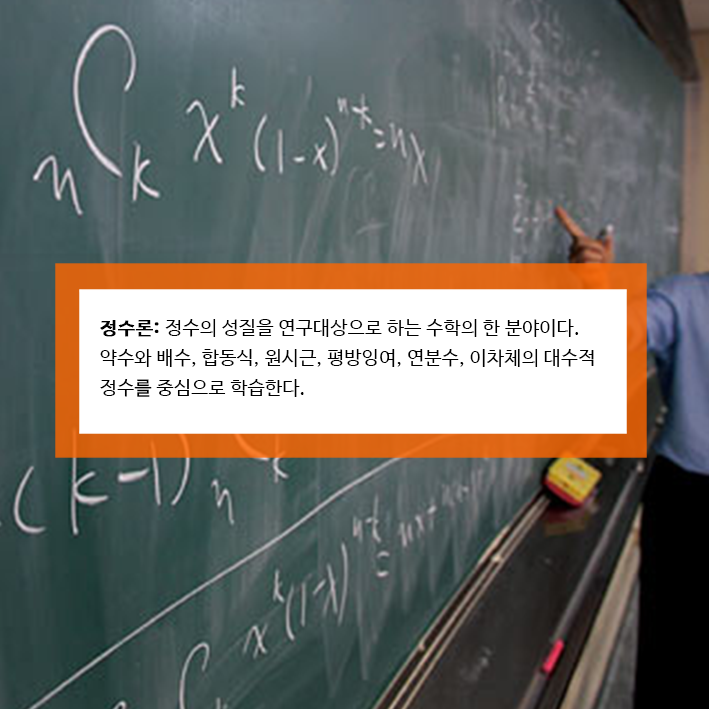 nCk x^k (1-x)^n-k = nx
정수론: 정수의 성질을 연구대상으로 하는 수학의 한 분야이다.
약수와 배수, 합동식, 원시근, 평방잉여, 연분수, 이차체의 대수적
정수를 중심으로 학습한다.
(k-1) n k
x^k (1-x)^n-k = nx+